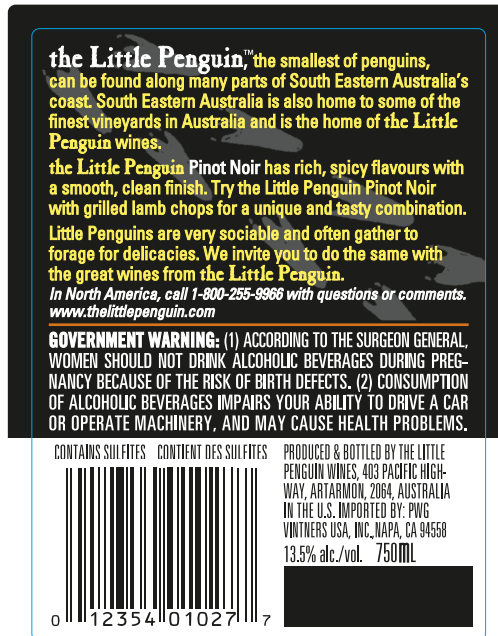 the Little Penguin,™ the smallest of penguins,
can be found along many parts of South Eastern Australia's
coast. South Eastern Australia is also home to some of the
finest vineyards in Australia and is the home of the Little
Penguin wines.
the Little Penguin Pinot Noir has rich, spicy flavours with
a smooth, clean finish. Try the Little Penguin Pinot Noir
with grilled lamb chops for a unique and tasty combination.
Little Penguins are very sociable and often gather to
forage for delicacies. We invite you to do the same with
the great wines from the Little Penguin.
In North America, call 1-800-255-9966 with questions or comments.
www.thelittlepenguin.com
GOVERNMENT WARNING: (1) ACCORDING TO THE SURGEON GENERAL,
WOMEN SHOULD NOT DRINK ALCOHOLIC BEVERAGES DURING PREG-
NANCY BECAUSE OF THE RISK OF BIRTH DEFECTS. (2) CONSUMPTION
OF ALCOHOLIC BEVERAGES IMPAIRS YOUR ABILITY TO DRIVE A CAR
OR OPERATE MACHINERY, AND MAY CAUSE HEALTH PROBLEMS.
CONTAINS SULFITES CONTIENT DES SULFITES
0 12354 01027 7
PRODUCED & BOTTLED BY THE LITTLE
PENGUIN WINES, 403 PACIFIC HIGH-
WAY, ARTARMON, 2064, AUSTRALIA
IN THE U.S. IMPORTED BY: PWG
VINTNERS USA, INC.,NAPA, CA 94558
13.5% alc./vol. 750ML